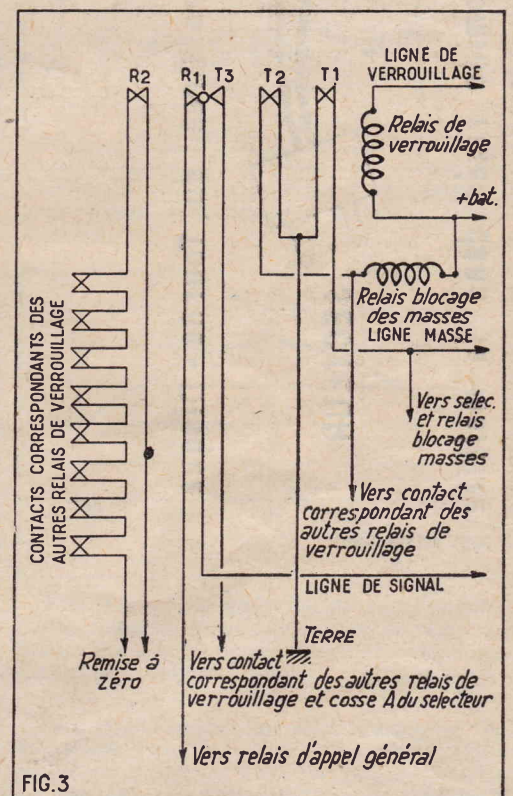 R2
R1
T3
T2
T1
LIGNE DE
VERROUILLAGE
Relais de
verrouillage
+bat.
Relais blocage
des masses
LIGNE MASSE
Vers selec.
et relais
blocage
masses
CONTACTS CORRESPONDANTS DES
AUTRES RELAIS DE VERROUILLAGE
Vers contact
correspondant des
autres relais de
verrouillage
LIGNE DE SIGNAL
TERRE
Remise à
zéro
Vers contact
correspondant des autres relais de
verrouillage et cosse A du selecteur
Vers relais d'appel général
FIG.3